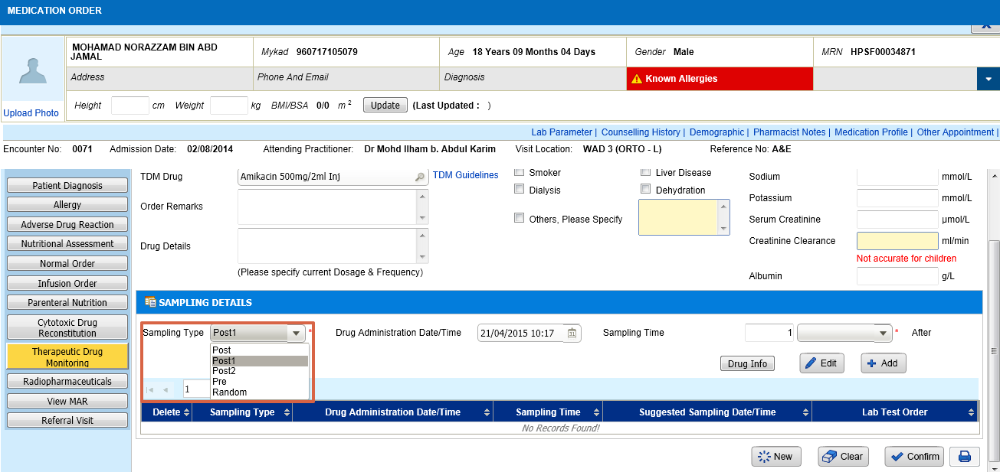 MEDICATION ORDER
MOHAMAD NORAZZAM BIN ABD
JAMAL
Mykad 960717105079
Age 18 Years 09 Months 04 Days
Gender Male
MRN HPSF00034871
Address
Phone And Email
Diagnosis
Known Allergies
Upload Photo
Height cm Weight kg BMI/BSA 0/0 m 2 Update (Last Updated : )
Lab Parameter | Counselling History | Demographic | Pharmacist Notes | Medication Profile | Other Appointment |
Encounter No: 0071 Admission Date: 02/08/2014 Attending Practitioner: Dr Mohd Ilham b. Abdul Karim Visit Location: WAD 3 (ORTO - L) Reference No: A&E
Patient Diagnosis
Allergy
Adverse Drug Reaction
Nutritional Assessment
Normal Order
Infusion Order
Parenteral Nutrition
Cytotoxic Drug
Reconstitution
Therapeutic Drug
Monitoring
Radiopharmaceuticals
View MAR
Referral Visit
TDM Drug Amikacin 500mg/2ml Inj TDM Guidelines
Order Remarks
Drug Details
(Please specify current Dosage & Frequency)
Smoker
Liver Disease
Dialysis
Dehydration
Others, Please Specify
Sodium mmol/L
Potassium mmol/L
Serum Creatinine µmol/L
Creatinine Clearance ml/min
Not accurate for children
Albumin g/L
SAMPLING DETAILS
Sampling Type Post1 * Drug Administration Date/Time 21/04/2015 10:17 31 Sampling Time 1 * After
Post
Post1
Post2
Pre
Random
Drug Info Edit Add
1
Delete Sampling Type Drug Administration Date/Time Sampling Time Suggested Sampling Date/Time Lab Test Order
No Records Found!
New Clear Confirm